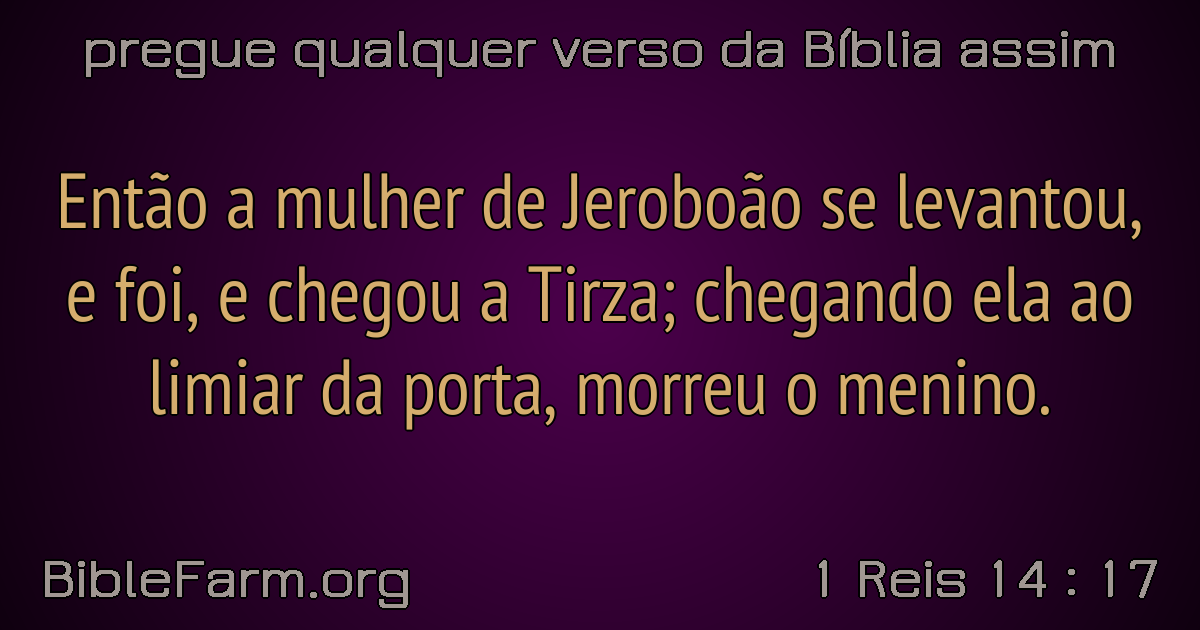 pregue qualquer verso da Bíblia assim
Então a mulher de Jeroboão se levantou,
e foi, e chegou a Tirza; chegando ela ao
limiar da porta, morreu o menino.
BibleFarm.org
1 Reis 14 : 17